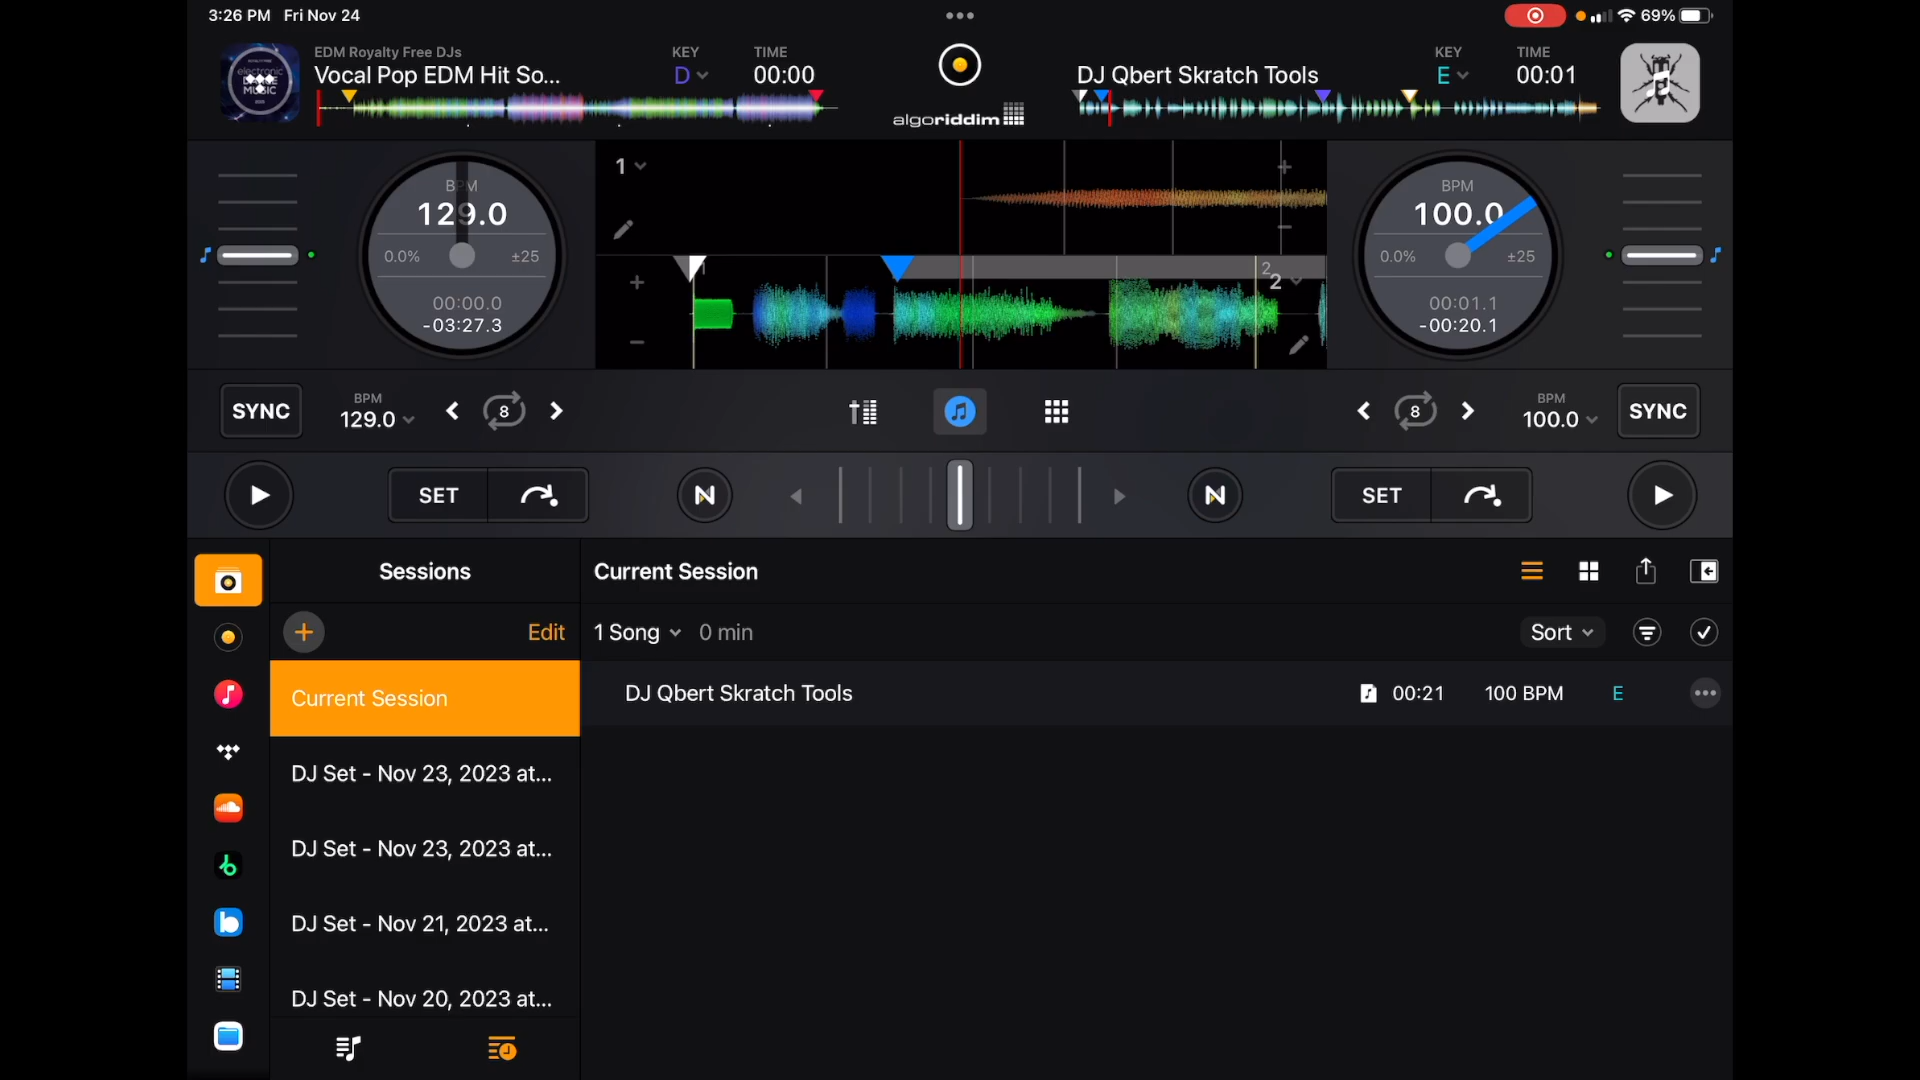 3:26 PM Fri Nov 24
69%
EDM Royalty Free DJs
Vocal Pop EDM Hit So...
KEY
D
TIME
00:00
algoriddim
DJ Qbert Skratch Tools
KEY
E
TIME
00:01
electronic
DANCE
MUSIC
BPM
129.0
0.0%
±25
00:00.0
-03:27.3
1
2
2
BPM
100.0
0.0%
±25
00:01.1
-00:20.1
SYNC
BPM
129.0
8
8
BPM
100.0
SYNC
SET
N
N
SET
Sessions
Current Session
Edit
1 Song
0 min
Sort
Current Session
DJ Qbert Skratch Tools
00:21
100 BPM
E
DJ Set - Nov 23, 2023 at...
DJ Set - Nov 23, 2023 at...
DJ Set - Nov 21, 2023 at...
DJ Set - Nov 20, 2023 at...